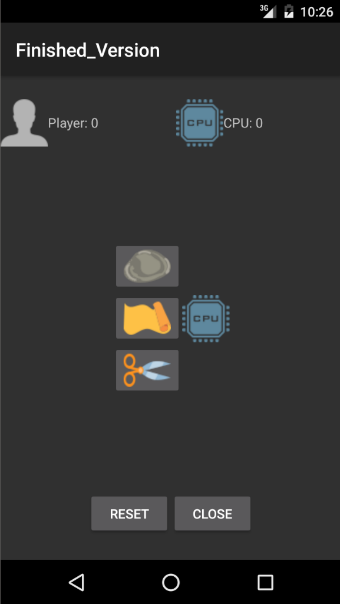 3G 10:26
Finished_Version
Player: 0 CPU CPU: 0
CPU
RESET CLOSE